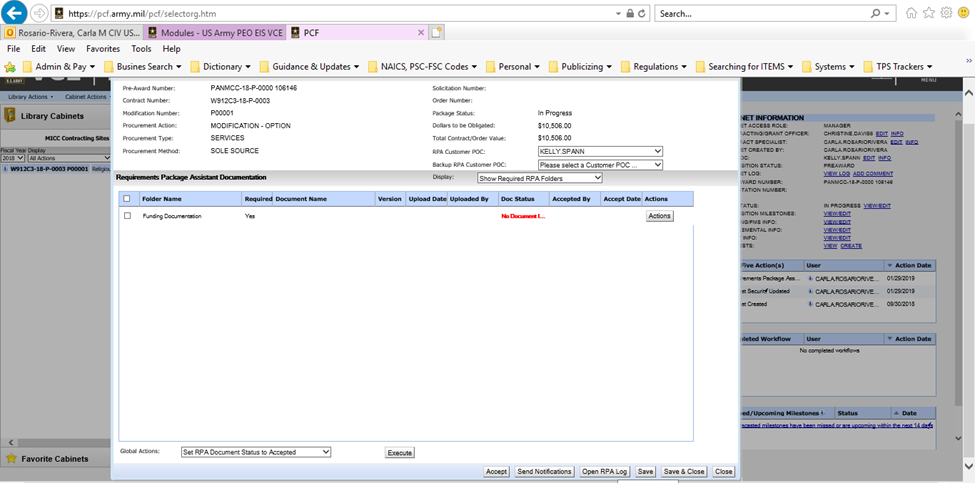 https://pcf.army.mil/pcf/selectorg.htm
Search...
Rosario-Rivera, Carla M CIV US...
Modules - US Army PEO EIS VCE
PCF
File Edit View Favorites Tools Help
Admin & Pay Busines Search Dictionary Guidance & Updates NAICS, PSC-FSC Codes Personal Publicizing Regulations Searching for ITEMS Systems TPS Trackers
MENU
Library Actions Cabinet Actions
Library Cabinets
MICC Contracting Sites
Fiscal Year Display
2018 All Actions
W912C3-18-P-0003 P00001 Religiou
Favorite Cabinets
Pre-Award Number: PANMCC-18-P-0000 106146 Solicitation Number:
Contract Number: W912C3-18-P-0003 Order Number:
Modification Number: P00001 Package Status: In Progress
Procurement Action: MODIFICATION - OPTION Dollars to be Obligated: $10,506.00
Procurement Type: SERVICES Total Contract/Order Value: $10,506.00
Procurement Method: SOLE SOURCE RPA Customer POC: KELLY.SPANN
Backup RPA Customer POC: Please select a Customer POC ...
Requirements Package Assistant Documentation Display: Show Required RPA Folders
Folder Name Required Document Name Version Upload Date Uploaded By Doc Status Accepted By Accept Date Actions
Funding Documentation Yes No Document I... Actions
Global Actions: Set RPA Document Status to Accepted Execute
Accept Send Notifications Open RPA Log Save Save & Close Close
NET INFORMATION
T ACCESS ROLE: MANAGER
RACTING/GRANT OFFICER: CHRISTINE.DAVIS8 EDIT INFO
ACT SPECIALIST: CARLA.ROSARIORIVERA EDIT INFO
T CREATED BY: CARLA.ROSARIORIVERA
OC: KELLY.SPANN EDIT INFO
ITION STATUS: PREAWARD
T LOG: VIEW LOG ADD COMMENT
WARD NUMBER: PANMCC-18-P-0000 106146
TATION NUMBER:
TATUS: IN PROGRESS VIEW/EDIT
ITION MILESTONES: VIEW/EDIT
NG/FMS INFO: VIEW/EDIT
EMENTAL INFO: VIEW/EDIT
INFO: VIEW/EDIT
STS: VIEW CREATE
Five Action(s) User Action Date
irements Package Ass... CARLA.ROSARIORIVE... 01/29/2019
et Security Updated CARLA.ROSARIORIVE... 01/29/2019
et Created CARLA.ROSARIORIVE... 09/30/2018
leted Workflow User Action Date
No completed workflows
ed/Upcoming Milestones Status Date
ecasted milestones have been missed or are upcoming within the next 14 days